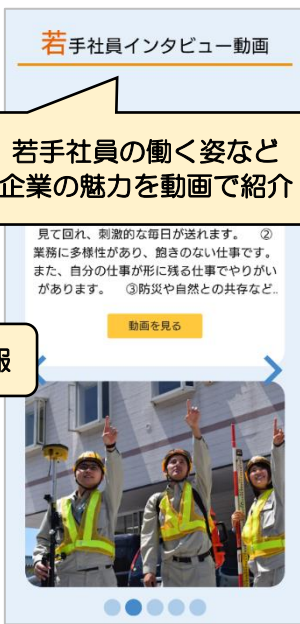 若手社員インタビュー動画
若手社員の働く姿など
企業の魅力を動画で紹介
見て回れ、刺激的な毎日が送れます。　②
業務に多様性があり、飽きのない仕事です。
また、自分の仕事が形に残る仕事でやりがい
があります。　③防災や自然との共存など..
動画を見る
報